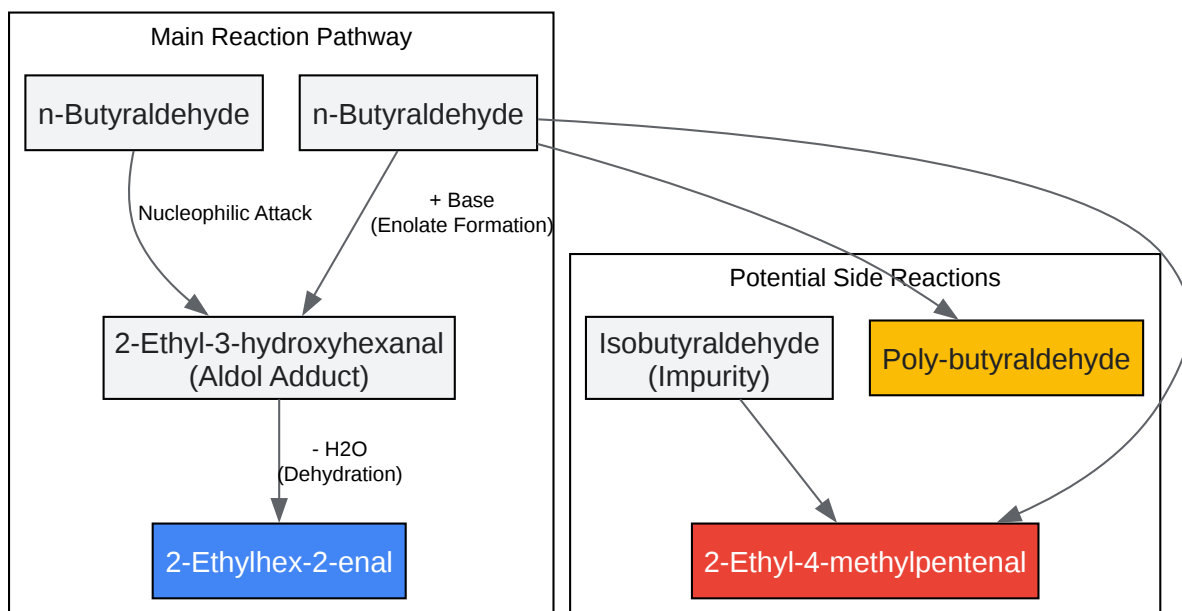 Main Reaction Pathway
n-Butyraldehyde
n-Butyraldehyde
Nucleophilic Attack
+ Base
(Enolate Formation)
2-Ethyl-3-hydroxyhexanal
(Aldol Adduct)
- H2O
(Dehydration)
2-Ethylhex-2-enal
Potential Side Reactions
Isobutyraldehyde
(Impurity)
Poly-butyraldehyde
2-Ethyl-4-methylpentenal